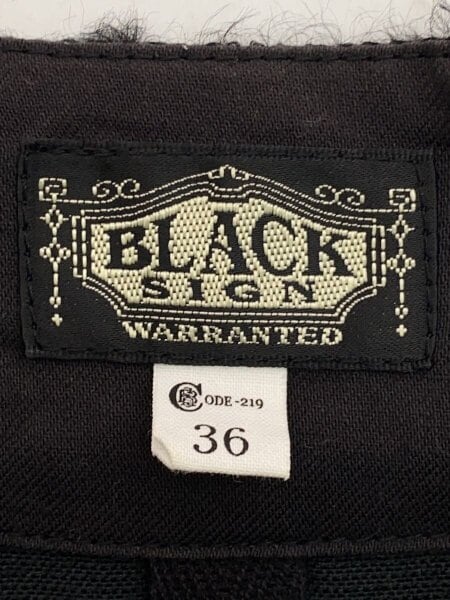 BLACK
SIGN
WARRANTED
CODE-219
36